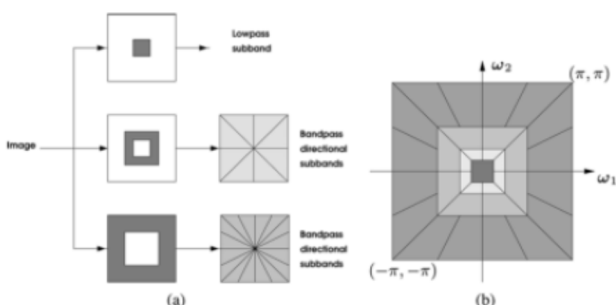 Lowpass
subband
Image
Bandpass
directional
subbands
Bandpass
directional
subbands
(a)
ω₂
(π, π)
ω₁
(−π, −π)
(b)